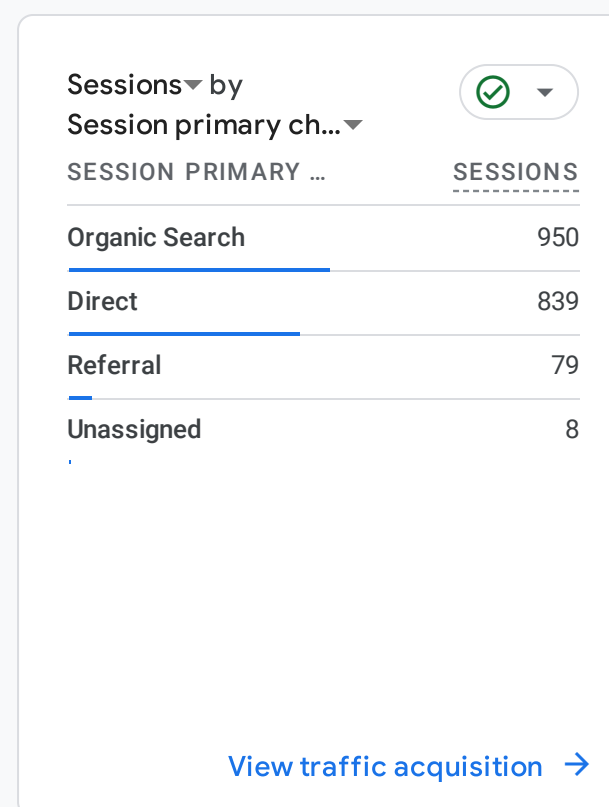 Sessions by
Session primary ch...
SESSION PRIMARY ... SESSIONS
Organic Search 950
Direct 839
Referral 79
Unassigned 8
View traffic acquisition